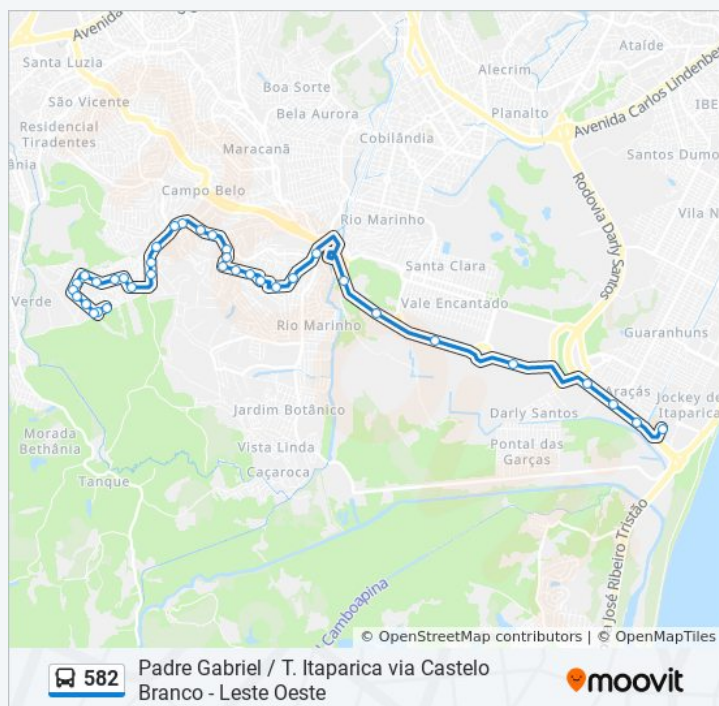 Avenida
Santa Luzia
São Vicente
Residencial
Tiradentes
ânia
Boa Sorte
Bela Aurora
Maracanã
Campo Belo
Alecrim
Ataíde
Planalto
Avenida Carlos Lindenber
IBE
Cobilândia
Santos Dumo
Rodovia Darly Santos
Vila N
Rio Marinho
Santa Clara
Vale Encantado
Verde
Rio Marinho
Guaranhuns
Araçás
Jockey de
Itaparica
Jardim Botânico
Darly Santos
Vista Linda
Caçaroca
Pontal das
Garças
Morada
Bethânia
Tanque
a José Ribeiro Tristão
Camboapina
© OpenStreetMap contributors | © OpenMapTiles
582
Padre Gabriel / T. Itaparica via Castelo
Branco - Leste Oeste
moovit